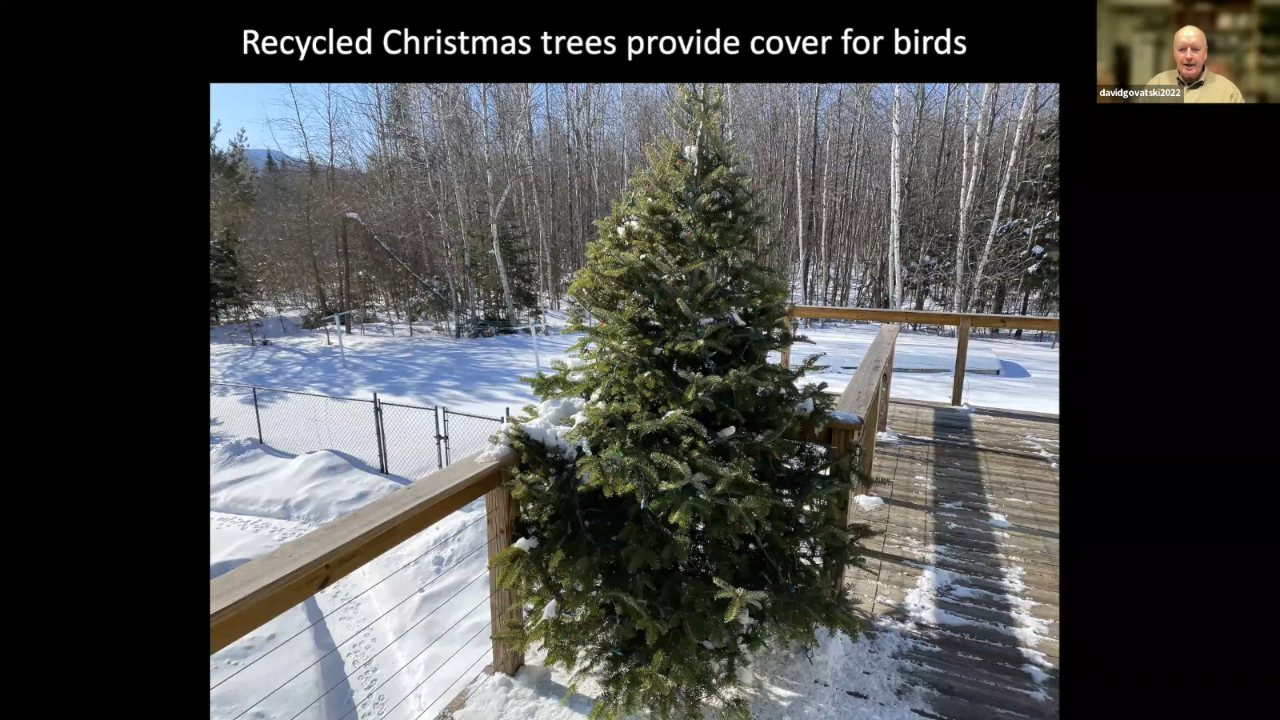 Recycled Christmas trees provide cover for birds
davidgovatski2022